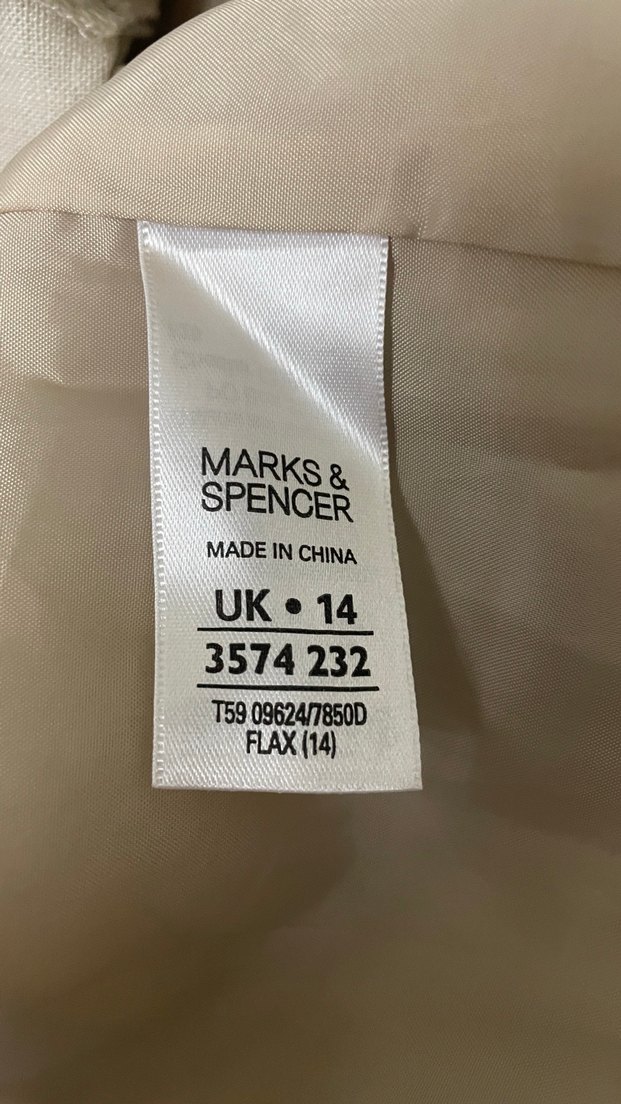 MARKS &
SPENCER
MADE IN CHINA
UK • 14
3574 232
T59 09624/7850D
FLAX (14)